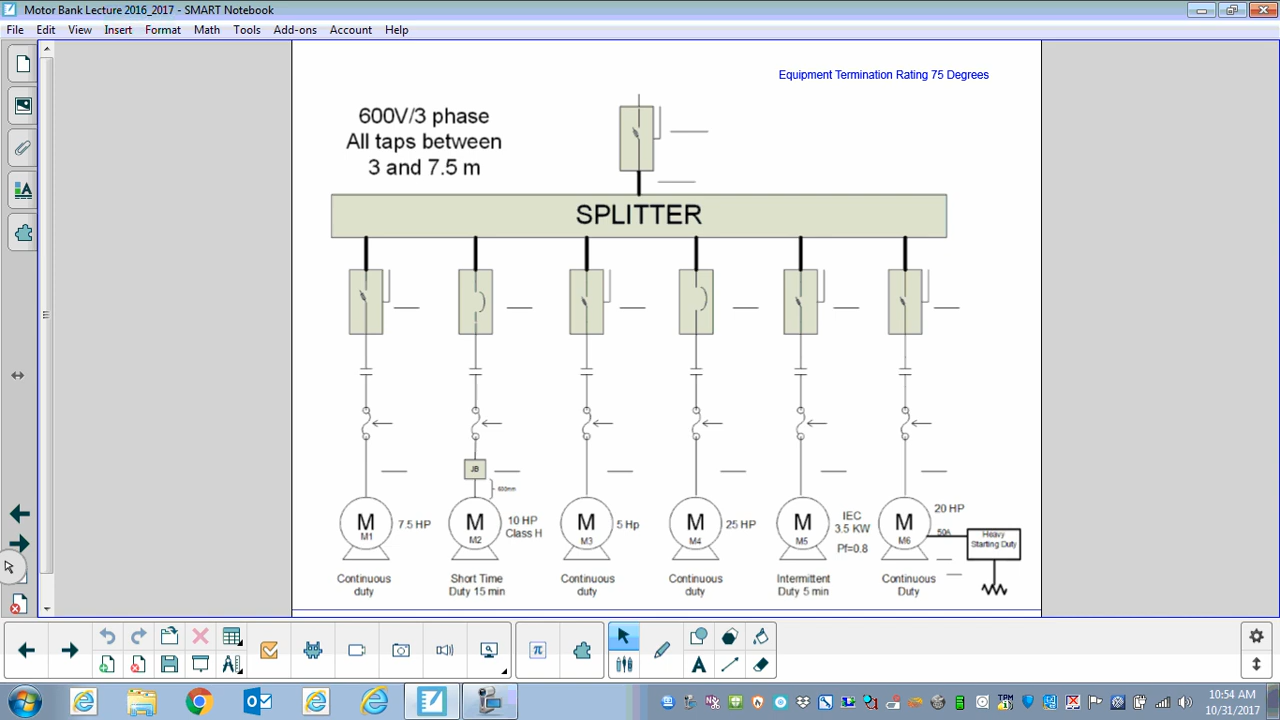 Motor Bank Lecture 2016_2017 - SMART Notebook
File Edit View Insert Format Math Tools Add-ons Account Help
Equipment Termination Rating 75 Degrees
600V/3 phase
All taps between
3 and 7.5 m
SPLITTER
JB
600mm
M
M1
7.5 HP
M
M2
10 HP
Class H
M
M3
5 Hp
M
M4
25 HP
M
M5
IEC
3.5 KW
Pf=0.8
M
M6
20 HP
50A
Heavy
Starting Duty
Continuous
duty
Short Time
Duty 15 min
Continuous
duty
Continuous
duty
Intermittent
Duty 5 min
Continuous
Duty
π
A
TPM
10:54 AM
10/31/2017